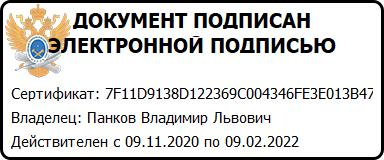 ДОКУМЕНТ ПОДПИСАН
ЭЛЕКТРОННОЙ ПОДПИСЬЮ
Сертификат: 7F11D9138D122369C004346FE3E013B47
Владелец: Панков Владимир Львович
Действителен с 09.11.2020 по 09.02.2022